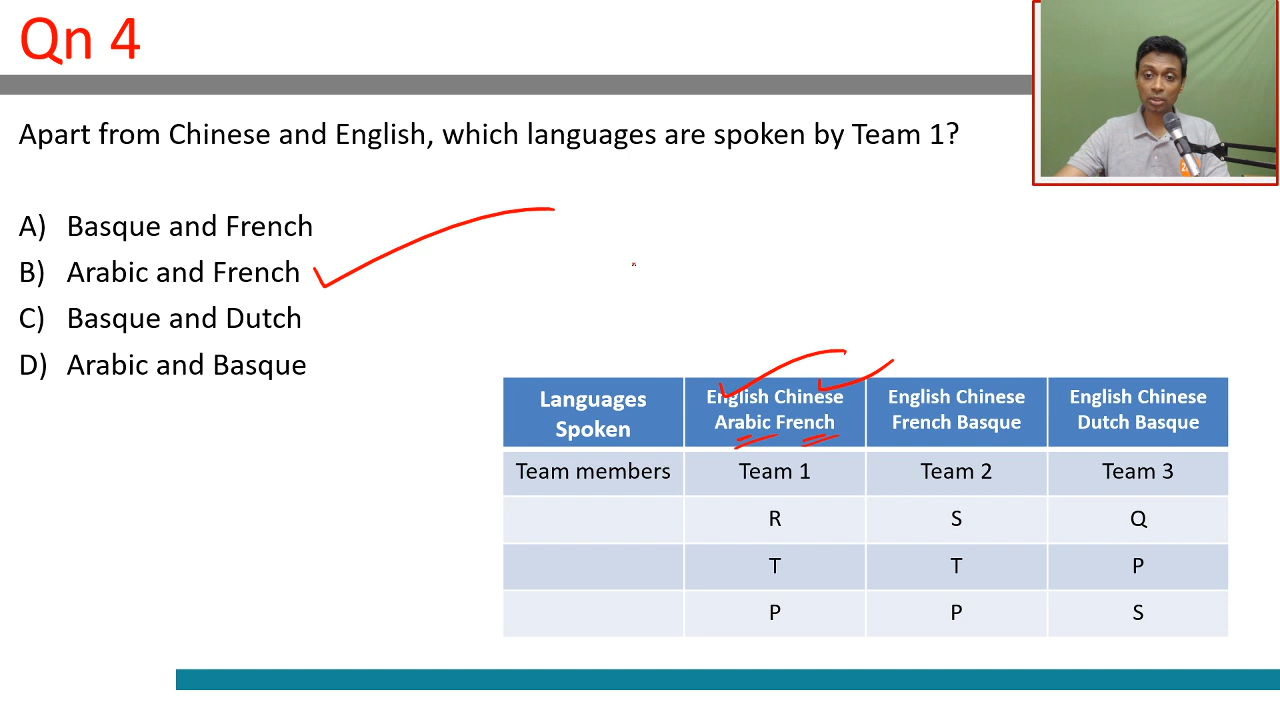 Qn 4
Apart from Chinese and English, which languages are spoken by Team 1?
A) Basque and French
B) Arabic and French
C) Basque and Dutch
D) Arabic and Basque
Languages Spoken English Chinese Arabic French English Chinese French Basque English Chinese Dutch Basque
Team members Team 1 Team 2 Team 3
R S Q
T T P
P P S